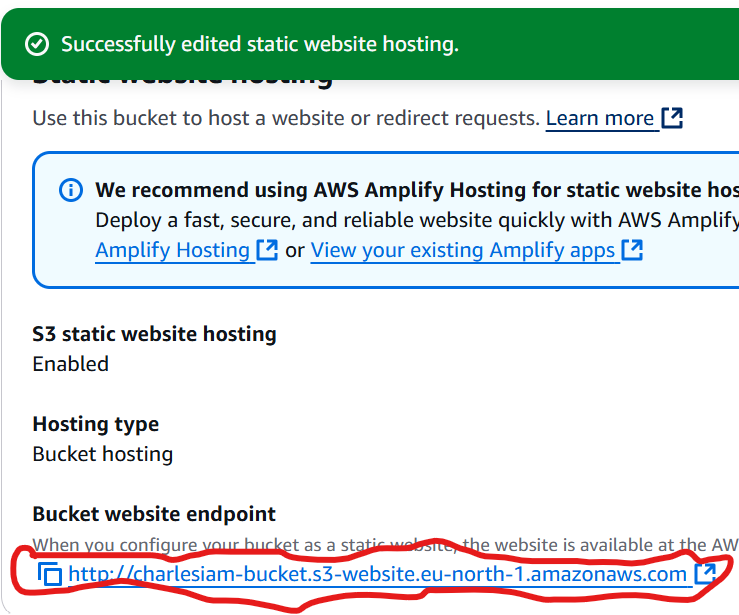 Successfully edited static website hosting.
Static website hosting
Use this bucket to host a website or redirect requests. Learn more
We recommend using AWS Amplify Hosting for static website hos
Deploy a fast, secure, and reliable website quickly with AWS Amplify
Amplify Hosting or View your existing Amplify apps
S3 static website hosting
Enabled
Hosting type
Bucket hosting
Bucket website endpoint
When you configure your bucket as a static website, the website is available at the AW
http://charlesiam-bucket.s3-website.eu-north-1.amazonaws.com